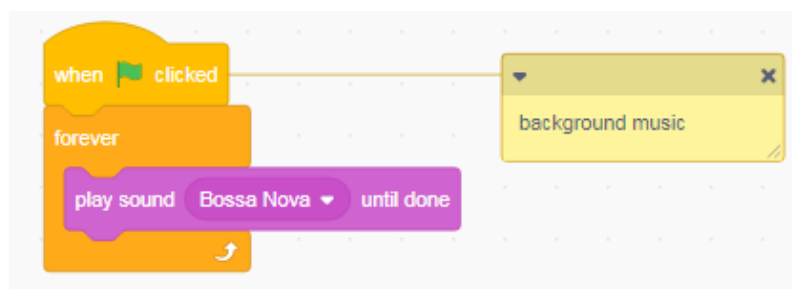 when clicked
background music
forever
play sound Bossa Nova until done